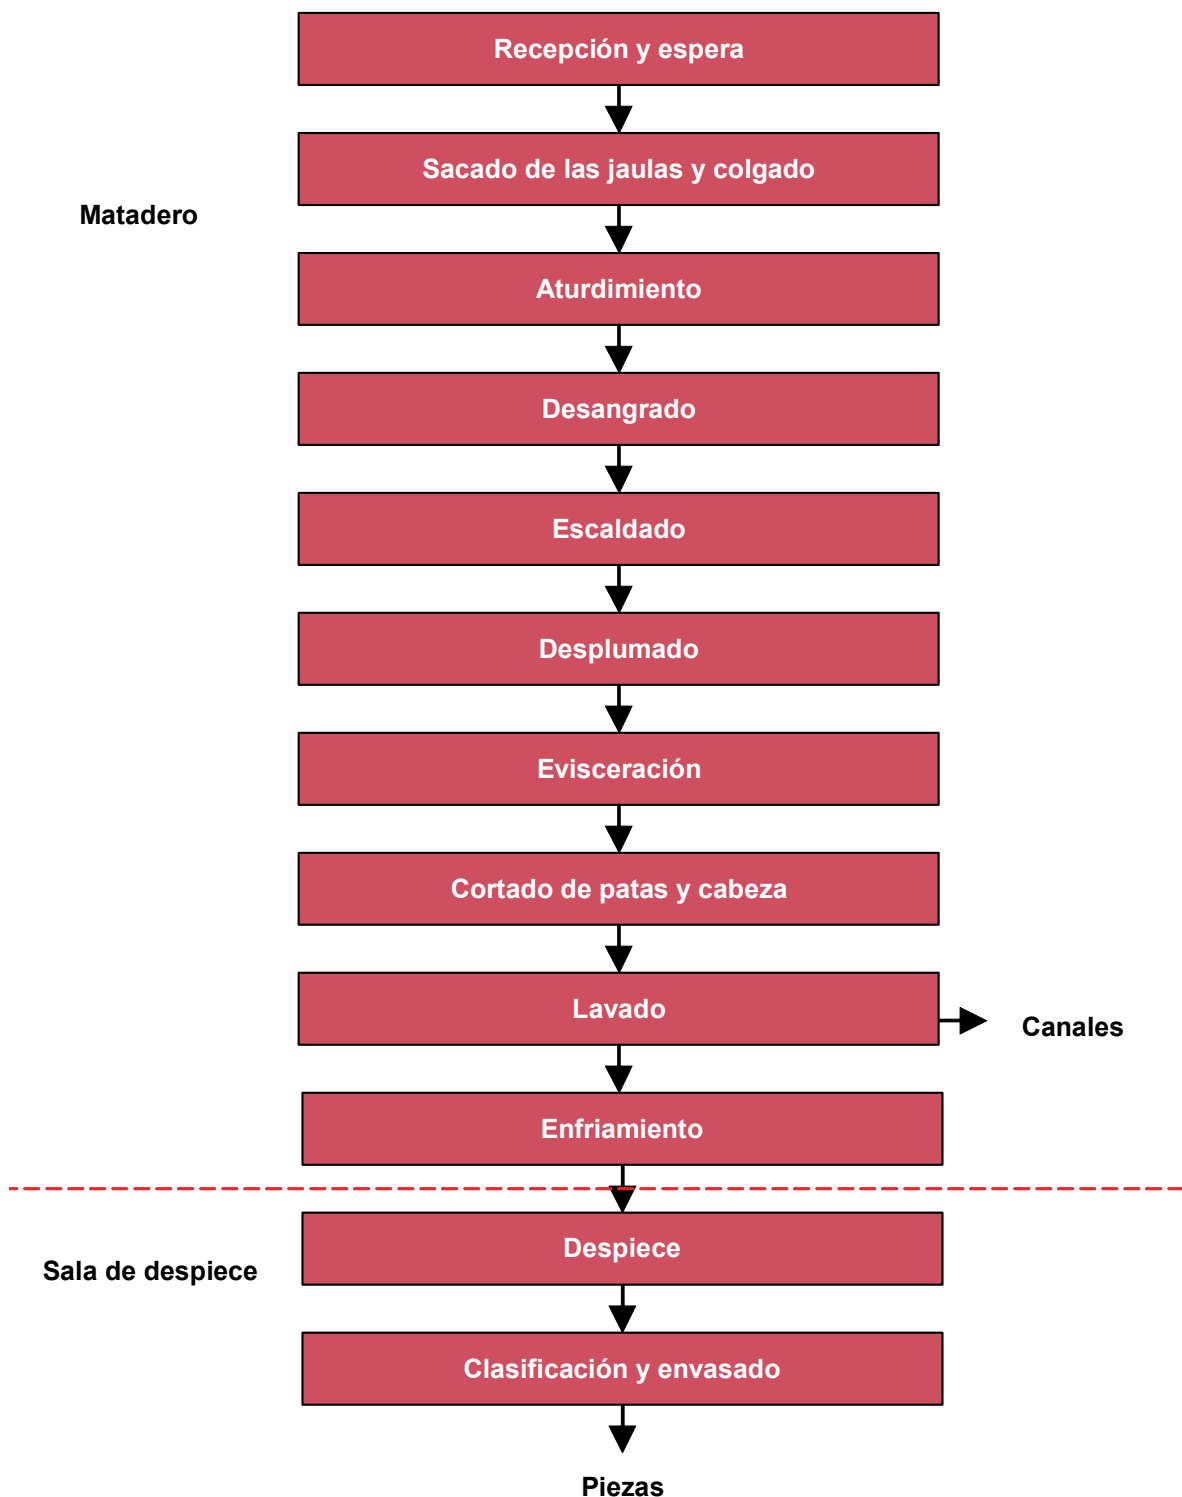 Recepción y espera
Sacado de las jaulas y colgado
Matadero
Aturdimiento
Desangrado
Escaldado
Desplumado
Evisceración
Cortado de patas y cabeza
Lavado
Canales
Enfriamiento
Despiece
Sala de despiece
Clasificación y envasado
Piezas